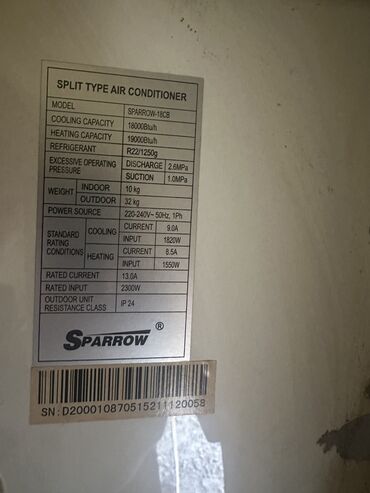 SPLIT TYPE AIR CONDITIONER
MODEL SPARROW-18CB
COOLING CAPACITY 18000Btu/h
HEATING CAPACITY 19000Btu/h
REFRIGERANT R22/1250g
EXCESSIVE OPERATING PRESSURE DISCHARGE 2.6MPa
SUCTION 1.0MPa
WEIGHT INDOOR 10 kg
OUTDOOR 32 kg
POWER SOURCE 220-240V~ 50Hz, 1Ph
STANDARD RATING CONDITIONS COOLING CURRENT 9.0A
INPUT 1820W
HEATING CURRENT 8.5A
INPUT 1550W
RATED CURRENT 13.0A
RATED INPUT 2300W
OUTDOOR UNIT RESISTANCE CLASS IP 24
SPARROW ®
SN: D200010870515211120058